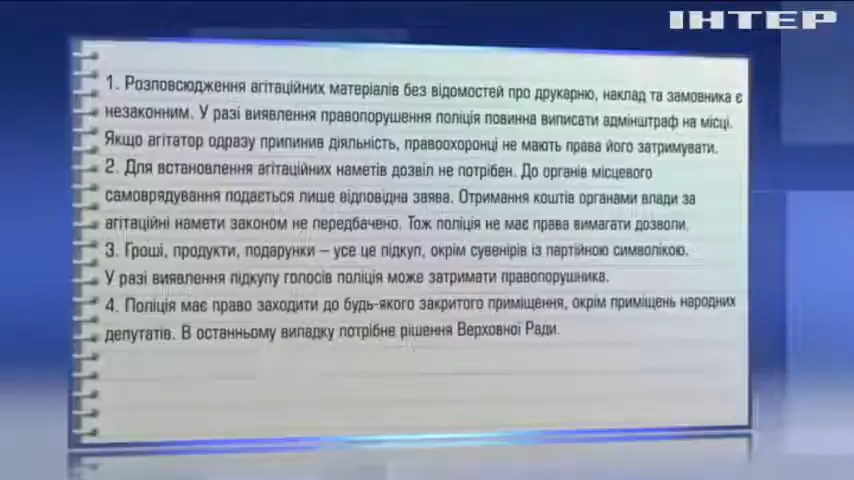 ІНТЕР
1. Розповсюдження агітаційних матеріалів без відомостей про друкарню, наклад та замовника є
незаконним. У разі виявлення правопорушення поліція повинна виписати адмінштраф на місці.
Якщо агітатор одразу припинив діяльність, правоохоронці не мають права його затримувати.
2. Для встановлення агітаційних наметів дозвіл не потрібен. До органів місцевого
самоврядування подається лише відповідна заява. Отримання коштів органами влади за
агітаційні намети законом не передбачено. Тож поліція не має права вимагати дозволи.
3. Гроші, продукти, подарунки – усе це підкуп, окрім сувенірів із партійною символікою.
У разі виявлення підкупу голосів поліція може затримати правопорушника.
4. Поліція має право заходити до будь-якого закритого приміщення, окрім приміщень народних
депутатів. В останньому випадку потрібне рішення Верховної Ради.